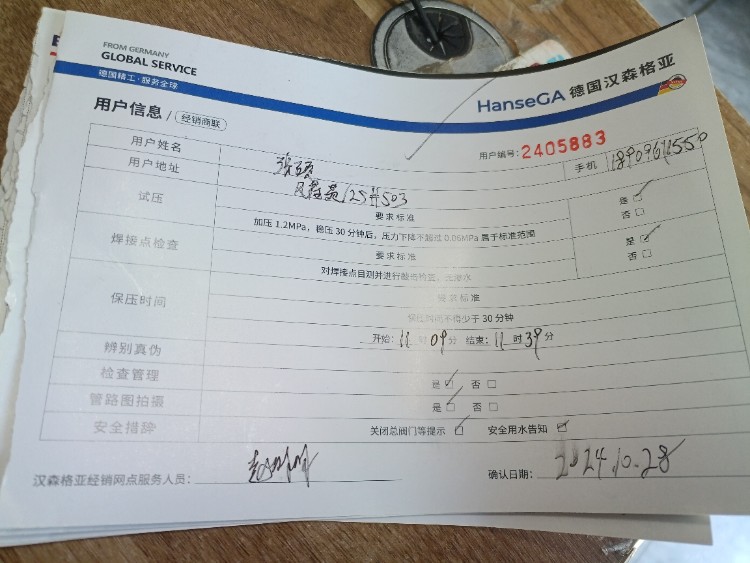 FROM GERMANY
GLOBAL SERVICE
德国精工·服务全球
HanseGA 德国汉森格亚
用户信息 / 经销商联
用户编号: 2405883
用户姓名 张硕
手机 18909611550
用户地址 125#503
试压 要求标准 是 否
加压 1.2MPa，稳压 30 分钟后，压力下降不超过 0.06MPa 属于标准范围
焊接点检查 要求标准 是 否
对焊接点目测并进行敲击检查，无渗水
保压时间 要求标准
保压时间不得少于 30 分钟
开始: 11 时 09 分 结束: 11 时 39 分
辨别真伪
检查管理 是 否
管路图拍摄 是 否
安全措辞 关闭总阀门等提示 安全用水告知
汉森格亚经销网点服务人员:
确认日期: 2024.10.28